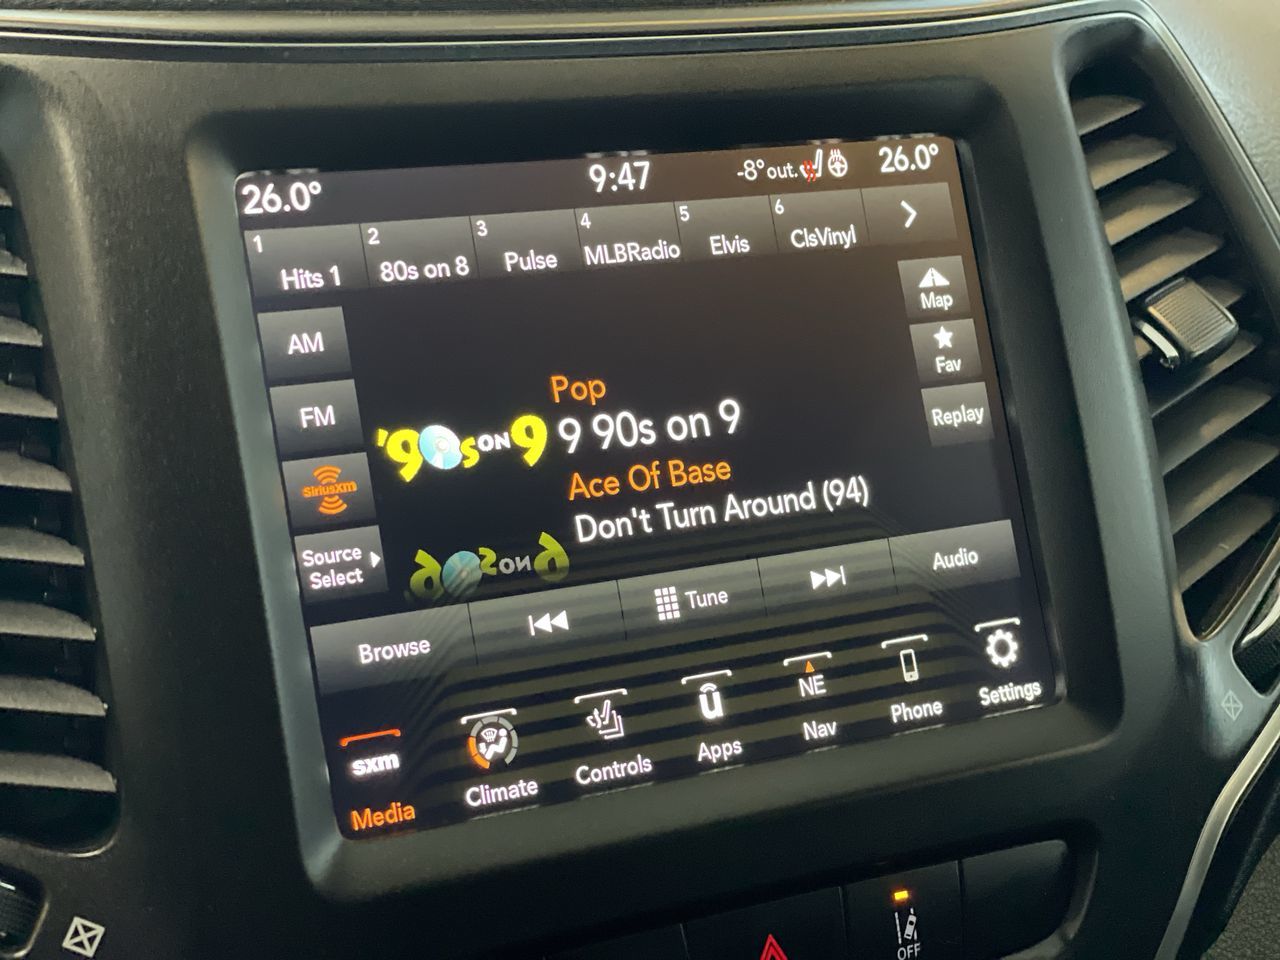 26.0° 9:47 -8° out. 26.0°
1 Hits 1
2 80s on 8
3 Pulse
4 MLBRadio
5 Elvis
6 ClsVinyl
AM
FM
SiriusXM
Source
Select
Pop
'90s ON 9
9 90s on 9
Ace Of Base
Don't Turn Around (94)
Map
Fav
Replay
Browse
Tune
Audio
sxm
Media
Climate
Controls
Apps
NE
Nav
Phone
Settings
OFF